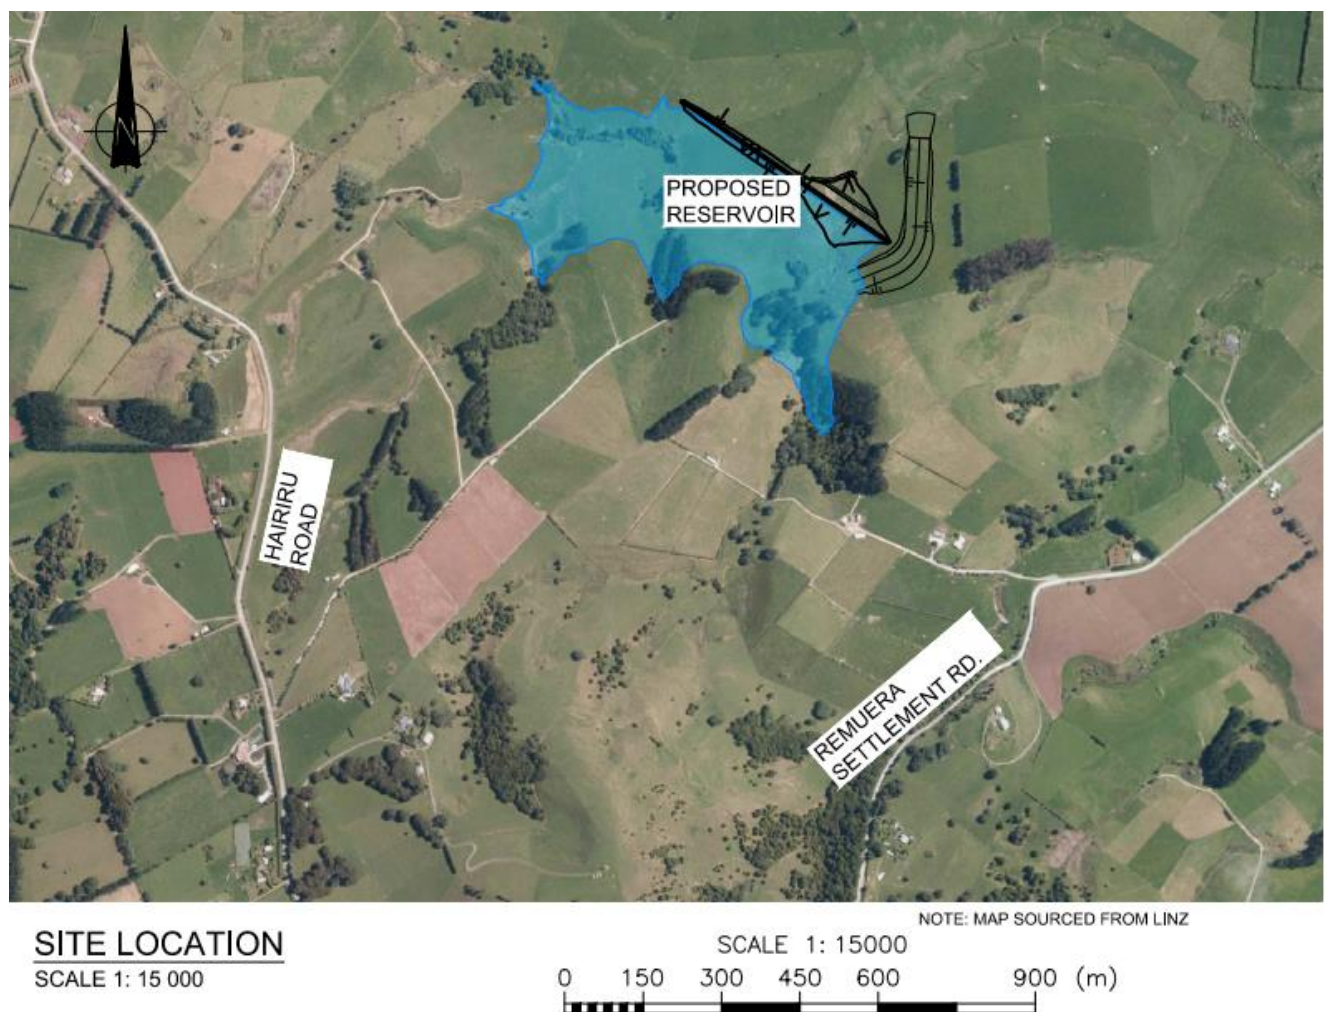 N
PROPOSED
RESERVOIR
HAIRIRU
ROAD
REMUERA
SETTLEMENT RD.
NOTE: MAP SOURCED FROM LINZ
SITE LOCATION
SCALE 1: 15 000
SCALE 1: 15000
0 150 300 450 600 900 (m)